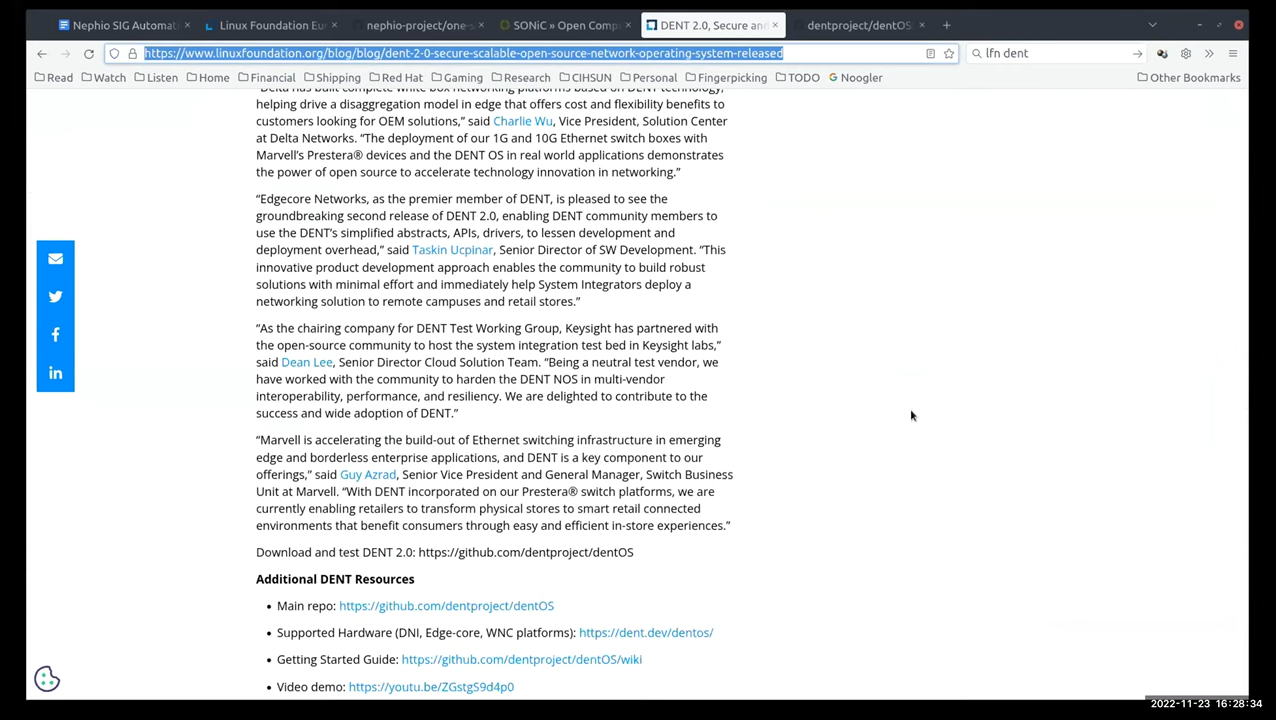 Nephio SIG Automat
Linux Foundation Eu
nephio-project/one-s
SONiC » Open Comp
DENT 2.0, Secure and
dentproject/dentOS:
https://www.linuxfoundation.org/blog/blog/dent-2-0-secure-scalable-open-source-network-operating-system-released
lfn dent
Read
Watch
Listen
Home
Financial
Shipping
Red Hat
Gaming
Research
CIHSUN
Personal
Fingerpicking
TODO
Noogler
Other Bookmarks
“Delta has built complete white box networking platforms based on DENT technology,
helping drive a disaggregation model in edge that offers cost and flexibility benefits to
customers looking for OEM solutions,” said Charlie Wu, Vice President, Solution Center
at Delta Networks. “The deployment of our 1G and 10G Ethernet switch boxes with
Marvell’s Prestera® devices and the DENT OS in real world applications demonstrates
the power of open source to accelerate technology innovation in networking.”
“Edgecore Networks, as the premier member of DENT, is pleased to see the
groundbreaking second release of DENT 2.0, enabling DENT community members to
use the DENT’s simplified abstracts, APIs, drivers, to lessen development and
deployment overhead,” said Taskin Ucpinar, Senior Director of SW Development. “This
innovative product development approach enables the community to build robust
solutions with minimal effort and immediately help System Integrators deploy a
networking solution to remote campuses and retail stores.”
“As the chairing company for DENT Test Working Group, Keysight has partnered with
the open-source community to host the system integration test bed in Keysight labs,”
said Dean Lee, Senior Director Cloud Solution Team. “Being a neutral test vendor, we
have worked with the community to harden the DENT NOS in multi-vendor
interoperability, performance, and resiliency. We are delighted to contribute to the
success and wide adoption of DENT.”
“Marvell is accelerating the build-out of Ethernet switching infrastructure in emerging
edge and borderless enterprise applications, and DENT is a key component to our
offerings,” said Guy Azrad, Senior Vice President and General Manager, Switch Business
Unit at Marvell. “With DENT incorporated on our Prestera® switch platforms, we are
currently enabling retailers to transform physical stores to smart retail connected
environments that benefit consumers through easy and efficient in-store experiences.”
Download and test DENT 2.0: https://github.com/dentproject/dentOS
Additional DENT Resources
• Main repo: https://github.com/dentproject/dentOS
• Supported Hardware (DNI, Edge-core, WNC platforms): https://dent.dev/dentos/
• Getting Started Guide: https://github.com/dentproject/dentOS/wiki
• Video demo: https://youtu.be/ZGstgS9d4p0
2022-11-23 16:28:34